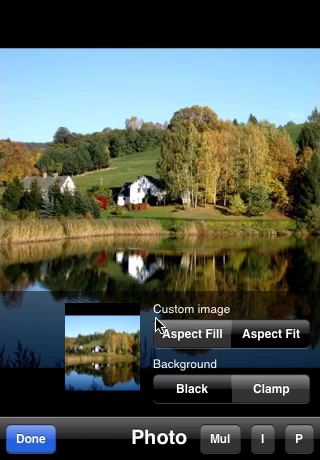 Custom image
Aspect Fill Aspect Fit
Background
Black Clamp
Done Photo Mul I P